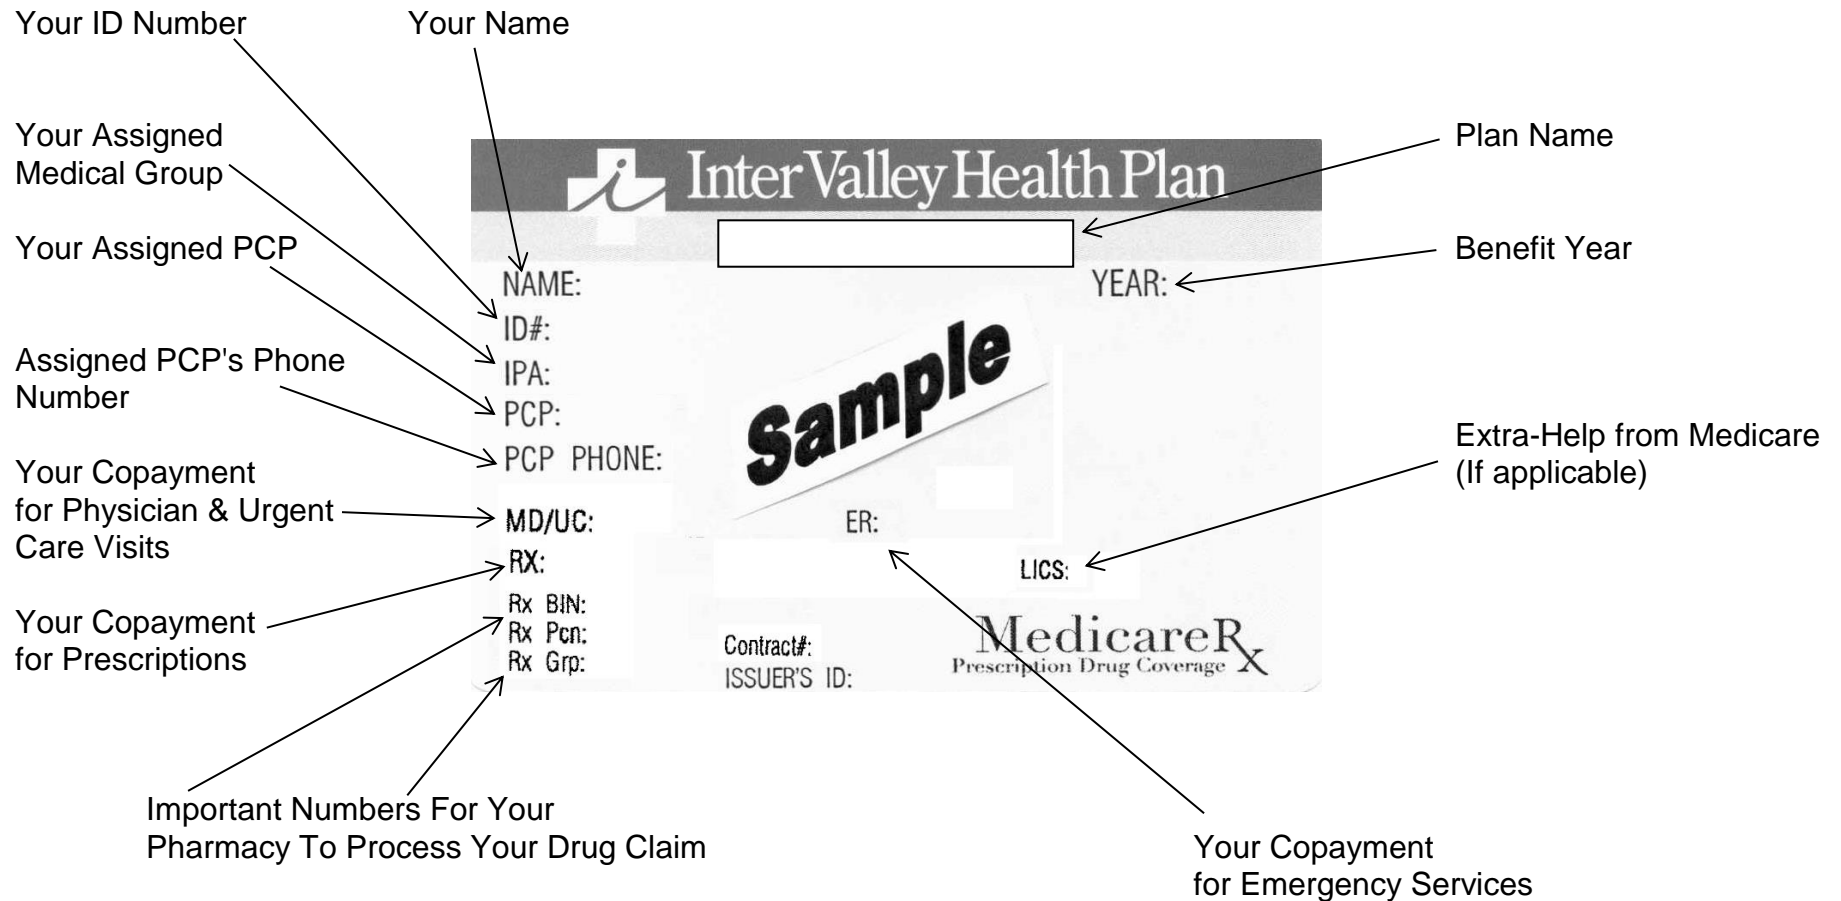 Your ID Number
Your Name
Your Assigned
Medical Group
Your Assigned PCP
Assigned PCP's Phone
Number
Your Copayment
for Physician & Urgent
Care Visits
Your Copayment
for Prescriptions
Important Numbers For Your
Pharmacy To Process Your Drug Claim
Inter Valley Health Plan
NAME:
YEAR:
ID#:
IPA:
PCP:
PCP PHONE:
Sample
MD/UC:
ER:
RX:
LICS:
Rx BIN:
Rx Pcn:
Rx Grp:
Contract#:
ISSUER'S ID:
MedicareRx
Prescription Drug Coverage
Plan Name
Benefit Year
Extra-Help from Medicare
(If applicable)
Your Copayment
for Emergency Services